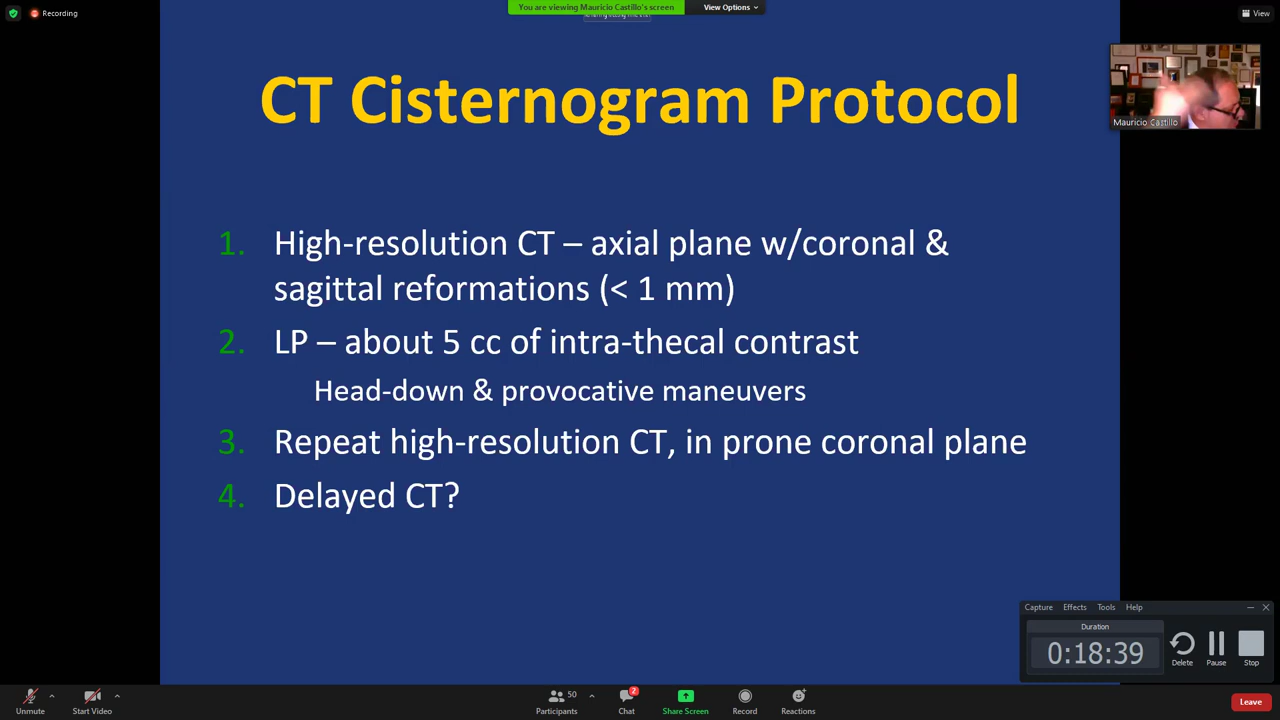 Recording
You are viewing Mauricio Castillo's screen
View Options
View
Mauricio Castillo
CT Cisternogram Protocol
1. High-resolution CT – axial plane w/coronal &
sagittal reformations (< 1 mm)
2. LP – about 5 cc of intra-thecal contrast
Head-down & provocative maneuvers
3. Repeat high-resolution CT, in prone coronal plane
4. Delayed CT?
Capture Effects Tools Help
Duration
0:18:39
Delete Pause Stop
Unmute
Start Video
50
Participants
2
Chat
Share Screen
Record
Reactions
Leave